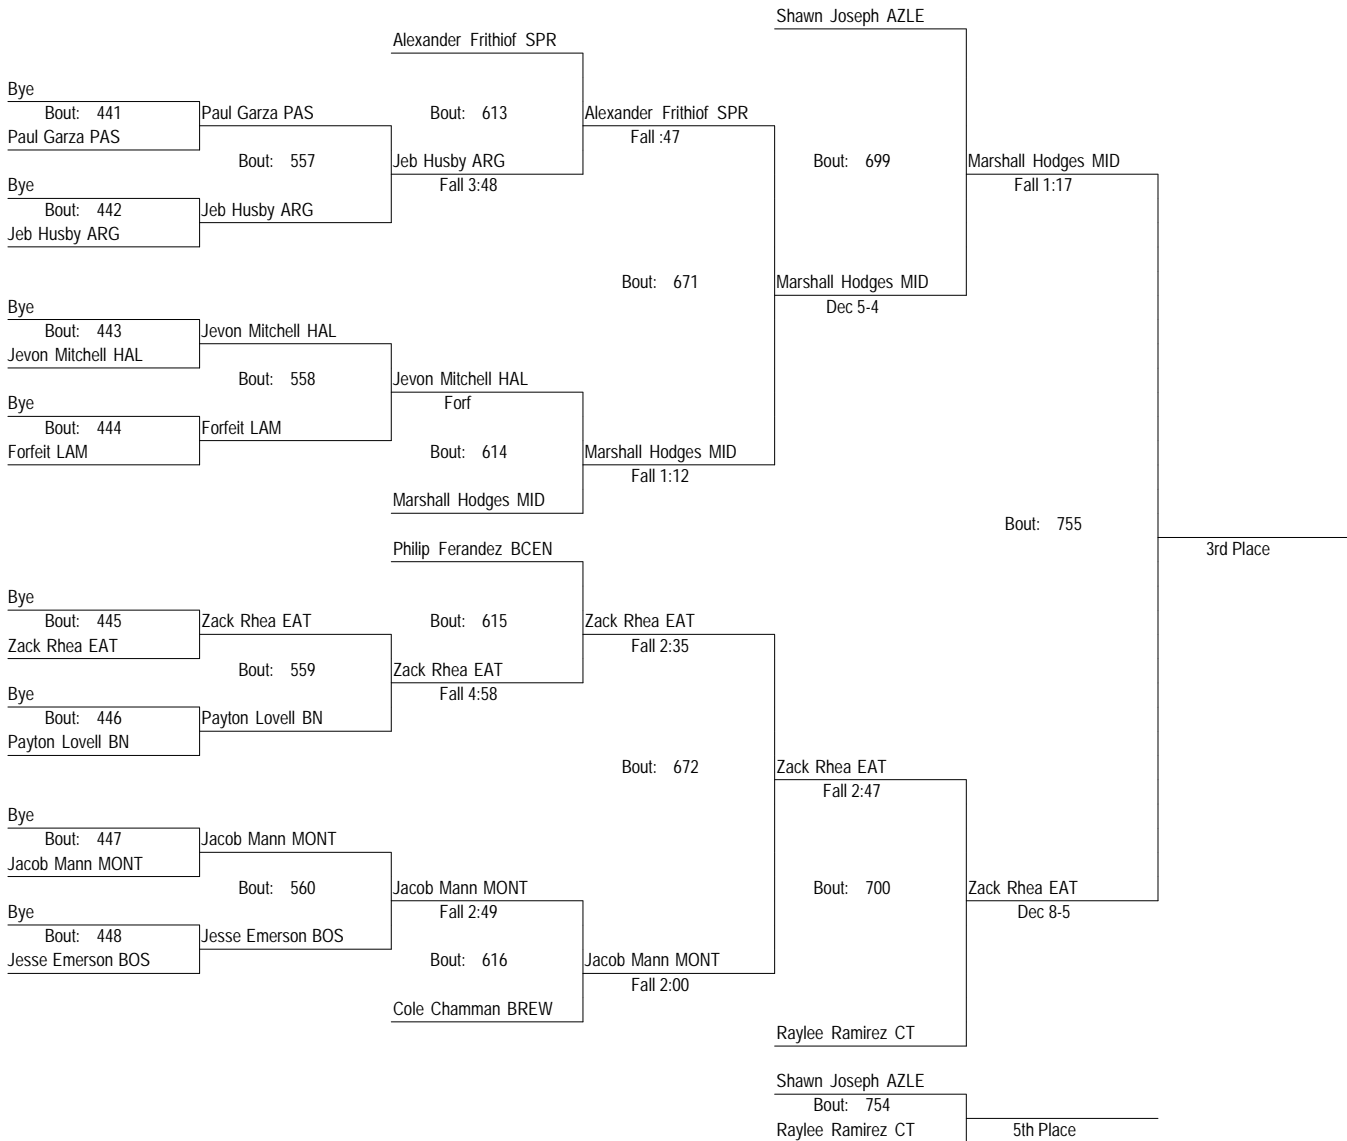 Shawn Joseph AZLE
Alexander Frithiof SPR
Bye
Bout: 441
Paul Garza PAS
Bout: 613
Alexander Frithiof SPR
Paul Garza PAS
Fall :47
Bout: 557
Jeb Husby ARG
Bout: 699
Marshall Hodges MID
Bye
Fall 3:48
Fall 1:17
Bout: 442
Jeb Husby ARG
Jeb Husby ARG
Bout: 671
Marshall Hodges MID
Bye
Dec 5-4
Bout: 443
Jevon Mitchell HAL
Jevon Mitchell HAL
Bout: 558
Jevon Mitchell HAL
Bye
Forf
Bout: 444
Forfeit LAM
Forfeit LAM
Bout: 614
Marshall Hodges MID
Fall 1:12
Marshall Hodges MID
Bout: 755
Philip Ferandez BCEN
3rd Place
Bye
Bout: 445
Zack Rhea EAT
Bout: 615
Zack Rhea EAT
Zack Rhea EAT
Fall 2:35
Bout: 559
Zack Rhea EAT
Bye
Fall 4:58
Bout: 446
Payton Lovell BN
Payton Lovell BN
Bout: 672
Zack Rhea EAT
Fall 2:47
Bye
Bout: 447
Jacob Mann MONT
Jacob Mann MONT
Bout: 560
Jacob Mann MONT
Bout: 700
Zack Rhea EAT
Bye
Fall 2:49
Dec 8-5
Bout: 448
Jesse Emerson BOS
Jesse Emerson BOS
Bout: 616
Jacob Mann MONT
Fall 2:00
Cole Chamman BREW
Raylee Ramirez CT
Shawn Joseph AZLE
Bout: 754
Raylee Ramirez CT
5th Place